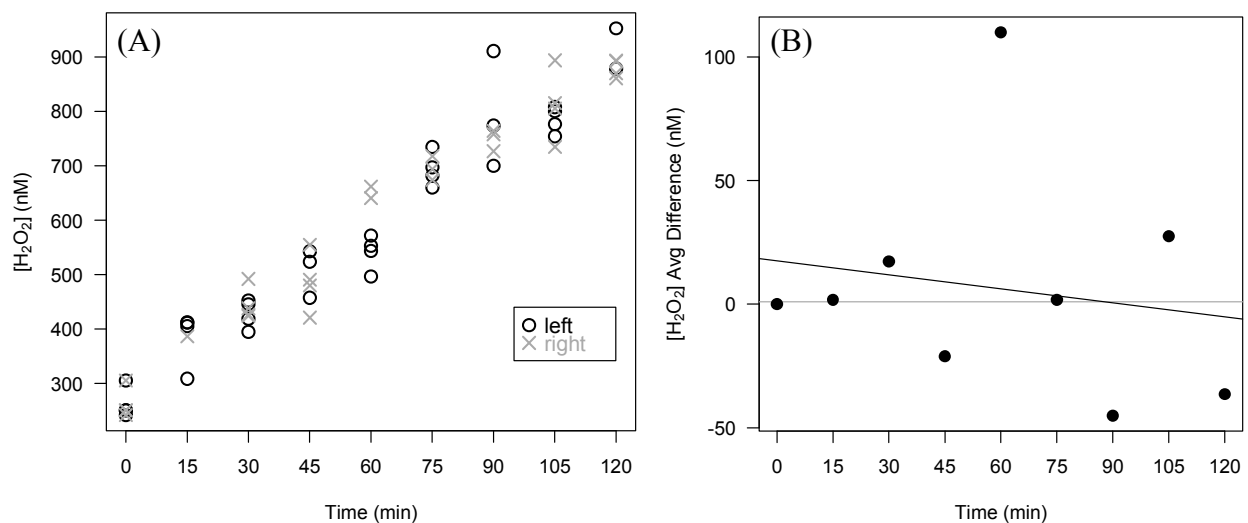 (A)
[H₂O₂] (nM)
900
800
700
600
500
400
300
left
right
0 15 30 45 60 75 90 105 120
Time (min)
(B)
[H₂O₂] Avg Difference (nM)
100
50
0
-50
0 15 30 45 60 75 90 105 120
Time (min)